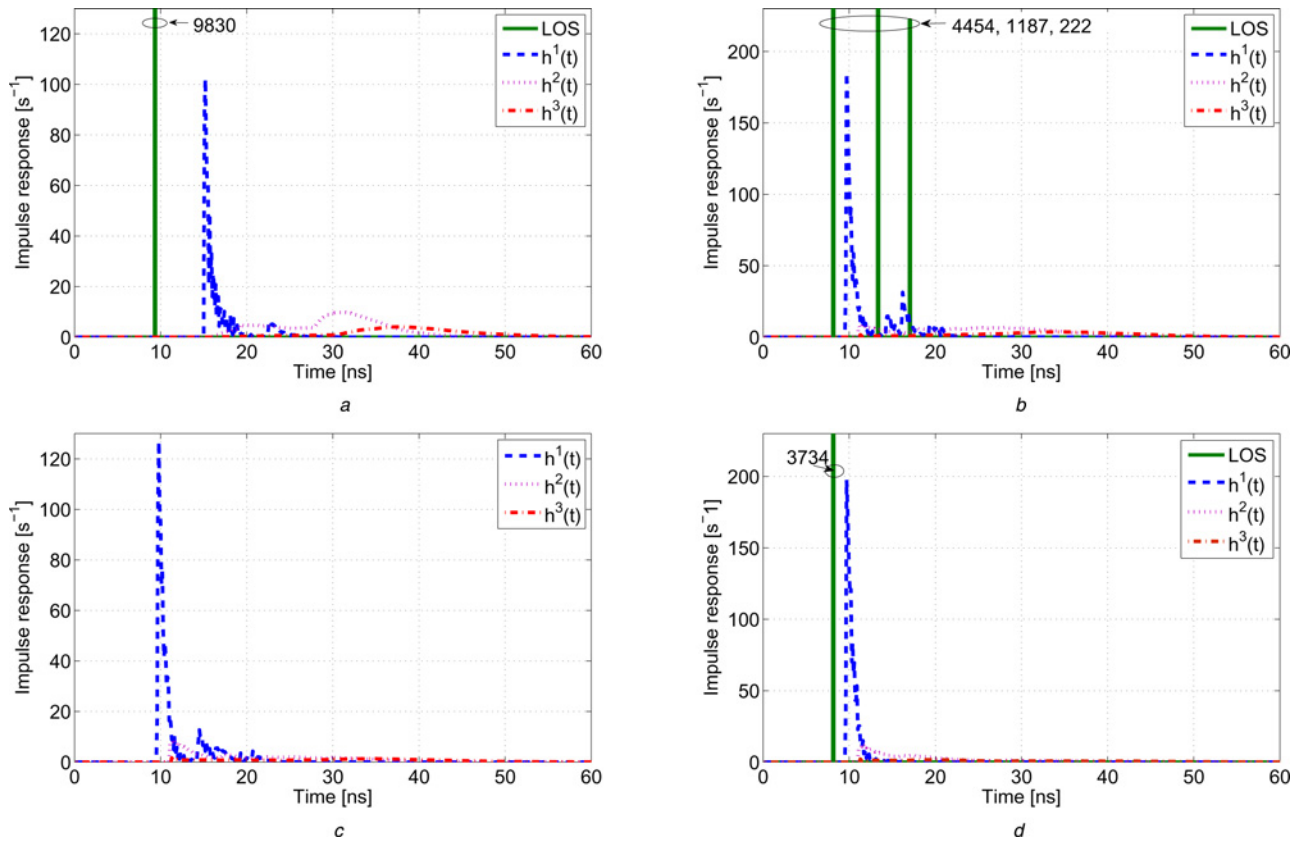 9830
LOS
h¹(t)
h²(t)
h³(t)
Impulse response [s⁻¹]
120
100
80
60
40
20
0
0 10 20 30 40 50 60
Time [ns]
a
4454, 1187, 222
LOS
h¹(t)
h²(t)
h³(t)
Impulse response [s⁻¹]
200
150
100
50
0
0 10 20 30 40 50 60
Time [ns]
b
h¹(t)
h²(t)
h³(t)
Impulse response [s⁻¹]
120
100
80
60
40
20
0
0 10 20 30 40 50 60
Time [ns]
c
3734
LOS
h¹(t)
h²(t)
h³(t)
Impulse response [s⁻1]
200
150
100
50
0
0 10 20 30 40 50 60
Time [ns]
d